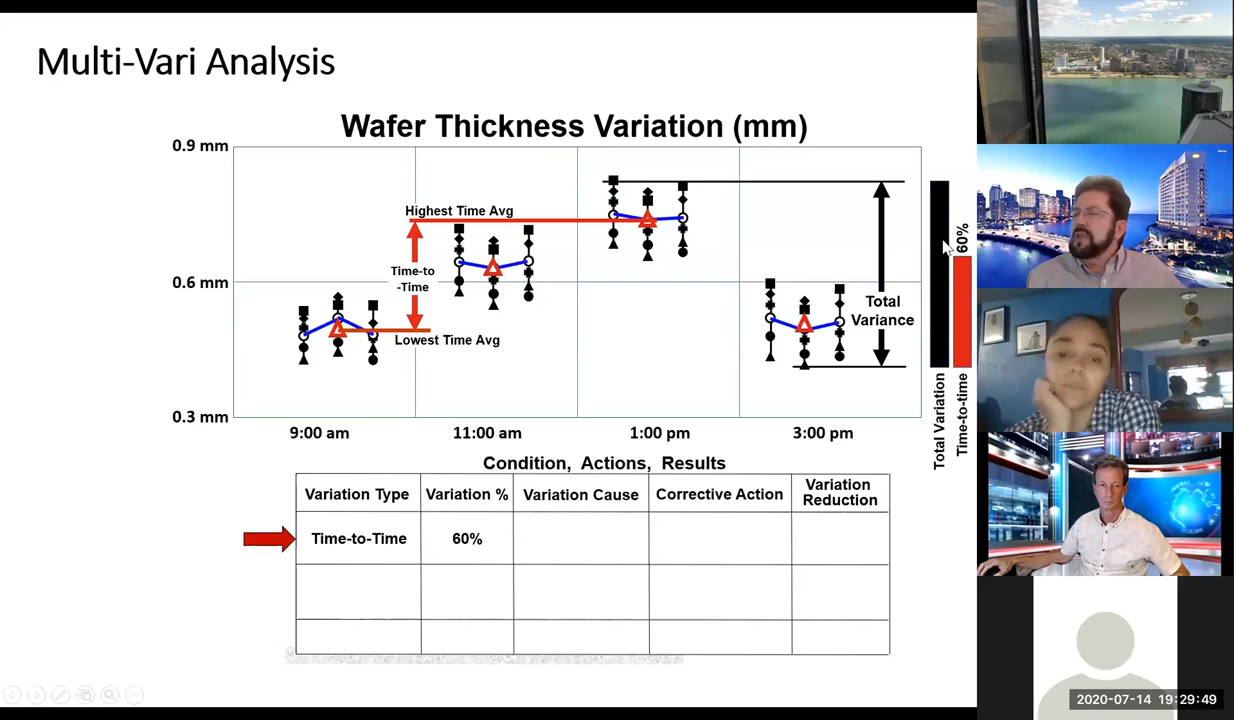 Multi-Vari Analysis
Wafer Thickness Variation (mm)
0.9 mm
Highest Time Avg
60%
Time-to
-Time
0.6 mm
Total
Variance
Lowest Time Avg
0.3 mm
9:00 am
11:00 am
1:00 pm
3:00 pm
Total Variation
Time-to-time
Condition, Actions, Results
Variation Type
Variation %
Variation Cause
Corrective Action
Variation
Reduction
Time-to-Time
60%
2020-07-14 19:29:49